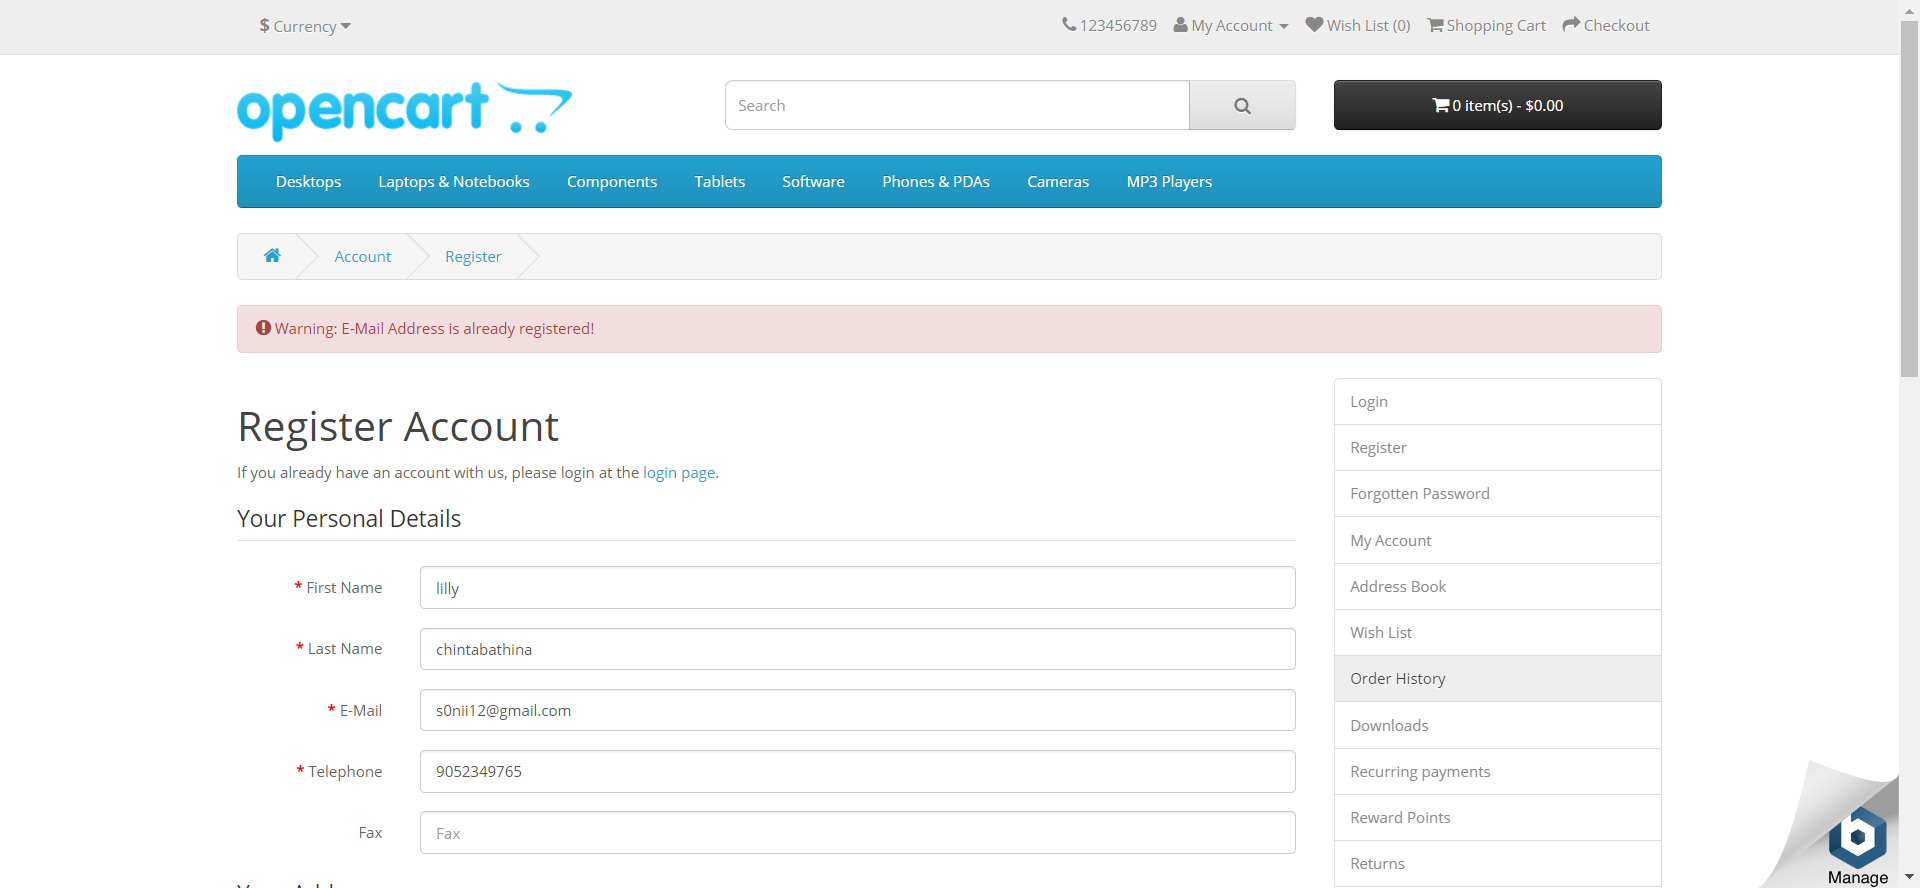 $ Currency
123456789 My Account Wish List (0) Shopping Cart Checkout
opencart
Search
0 item(s) - $0.00
Desktops Laptops & Notebooks Components Tablets Software Phones & PDAs Cameras MP3 Players
Account Register
Warning: E-Mail Address is already registered!
Register Account
If you already have an account with us, please login at the login page.
Your Personal Details
* First Name lilly
* Last Name chintabathina
* E-Mail s0nii12@gmail.com
* Telephone 9052349765
Fax Fax
Login
Register
Forgotten Password
My Account
Address Book
Wish List
Order History
Downloads
Recurring payments
Reward Points
Returns
Manage